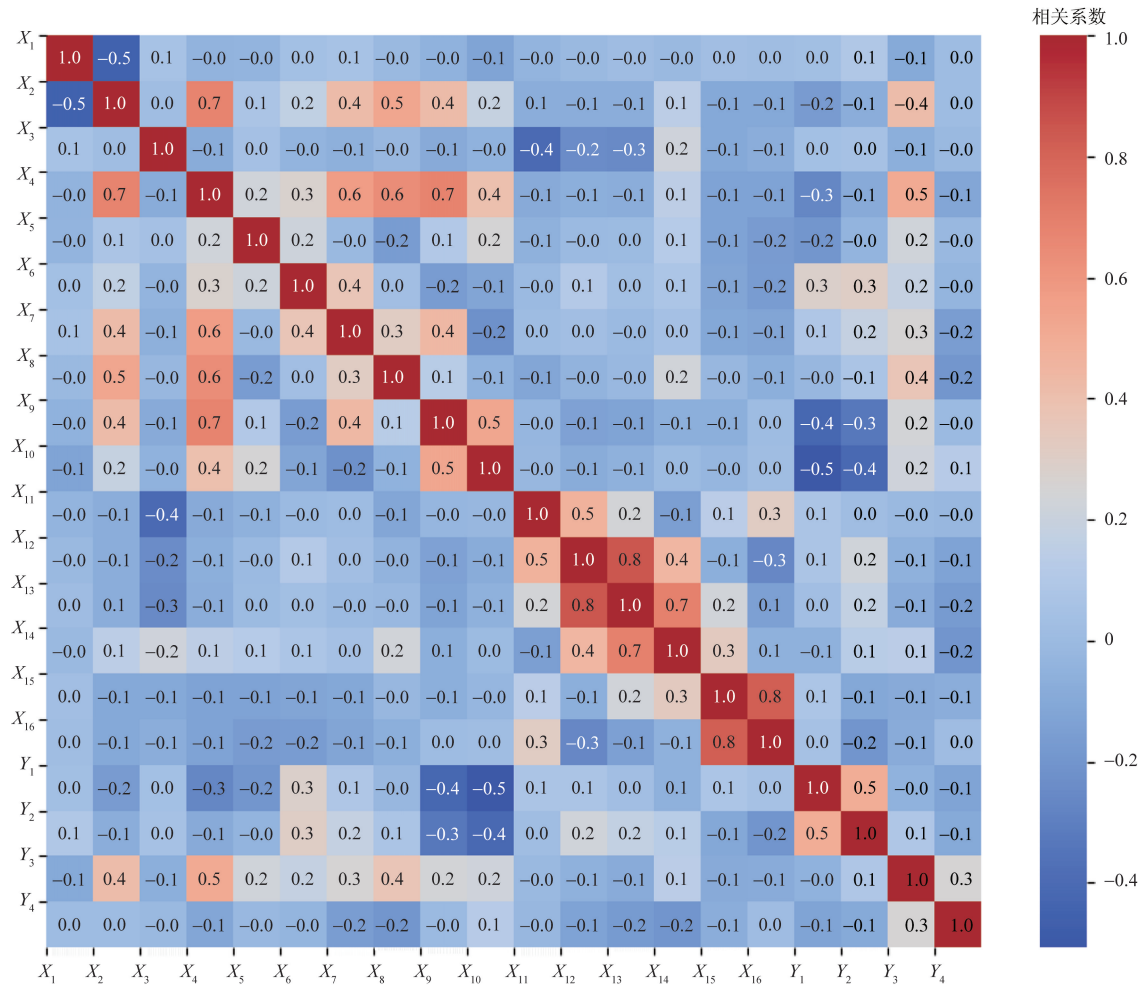 相关系数
X1 1.0 −0.5 0.1 −0.0 −0.0 0.0 0.1 −0.0 −0.0 −0.1 −0.0 −0.0 −0.0 −0.0 0.0 0.0 0.0 0.1 −0.1 0.0
X2 −0.5 1.0 0.0 0.7 0.1 0.2 0.4 0.5 0.4 0.2 0.1 −0.1 −0.1 0.1 −0.1 −0.1 −0.2 −0.1 −0.4 0.0
X3 0.1 0.0 1.0 −0.1 0.0 −0.0 −0.1 −0.0 −0.1 −0.0 −0.4 −0.2 −0.3 0.2 −0.1 −0.1 0.0 0.0 −0.1 −0.0
X4 −0.0 0.7 −0.1 1.0 0.2 0.3 0.6 0.6 0.7 0.4 −0.1 −0.1 −0.1 0.1 −0.1 −0.1 −0.3 −0.1 0.5 −0.1
X5 −0.0 0.1 0.0 0.2 1.0 0.2 −0.0 −0.2 0.1 0.2 −0.1 −0.0 0.0 0.1 −0.1 −0.2 −0.2 −0.0 0.2 −0.0
X6 0.0 0.2 −0.0 0.3 0.2 1.0 0.4 0.0 −0.2 −0.1 −0.0 0.1 0.0 0.1 −0.1 −0.2 0.3 0.3 0.2 −0.0
X7 0.1 0.4 −0.1 0.6 −0.0 0.4 1.0 0.3 0.4 −0.2 0.0 0.0 −0.0 0.0 −0.1 −0.1 0.1 0.2 0.3 −0.2
X8 −0.0 0.5 −0.0 0.6 −0.2 0.0 0.3 1.0 0.1 −0.1 −0.1 −0.0 −0.0 0.2 −0.0 −0.1 −0.0 −0.1 0.4 −0.2
X9 −0.0 0.4 −0.1 0.7 0.1 −0.2 0.4 0.1 1.0 0.5 −0.0 −0.1 −0.1 −0.1 −0.1 0.0 −0.4 −0.3 0.2 −0.0
X10 −0.1 0.2 −0.0 0.4 0.2 −0.1 −0.2 −0.1 0.5 1.0 −0.0 −0.1 −0.1 0.0 −0.0 0.0 −0.5 −0.4 0.2 0.1
X11 −0.0 −0.1 −0.4 −0.1 −0.1 −0.0 0.0 −0.1 −0.0 −0.0 1.0 0.5 0.2 −0.1 0.1 0.3 0.1 0.0 −0.0 −0.0
X12 −0.0 −0.1 −0.2 −0.1 −0.0 0.1 0.0 −0.0 −0.1 −0.1 0.5 1.0 0.8 0.4 −0.1 −0.3 0.1 0.2 −0.1 −0.1
X13 0.0 0.1 −0.3 −0.1 0.0 0.0 −0.0 −0.0 −0.1 −0.1 0.2 0.8 1.0 0.7 0.2 0.1 0.0 0.2 −0.1 −0.2
X14 −0.0 0.1 −0.2 0.1 0.1 0.1 0.0 0.2 0.1 0.0 −0.1 0.4 0.7 1.0 0.3 0.1 −0.1 0.1 0.1 −0.2
X15 0.0 −0.1 −0.1 −0.1 −0.1 −0.1 −0.1 −0.0 −0.1 −0.0 0.1 −0.1 0.2 0.3 1.0 0.8 0.1 −0.1 −0.1 −0.1
X16 0.0 −0.1 −0.1 −0.1 −0.2 −0.2 −0.1 −0.1 0.0 0.0 0.3 −0.3 −0.1 −0.1 0.8 1.0 0.0 −0.2 −0.1 0.0
Y1 0.0 −0.2 0.0 −0.3 −0.2 0.3 0.1 −0.0 −0.4 −0.5 0.1 0.1 0.0 0.1 0.1 0.0 1.0 0.5 −0.0 −0.1
Y2 0.1 −0.1 0.0 −0.1 −0.0 0.3 0.2 0.1 −0.3 −0.4 0.0 0.2 0.2 0.1 −0.1 −0.2 0.5 1.0 0.1 −0.1
Y3 −0.1 0.4 −0.1 0.5 0.2 0.2 0.3 0.4 0.2 0.2 −0.0 −0.1 −0.1 0.1 −0.1 −0.1 −0.0 0.1 1.0 0.3
Y4 0.0 0.0 −0.0 −0.1 −0.0 −0.0 −0.2 −0.2 −0.0 0.1 −0.0 −0.1 −0.2 −0.2 −0.1 0.0 −0.1 −0.1 0.3 1.0
X1 X2 X3 X4 X5 X6 X7 X8 X9 X10 X11 X12 X13 X14 X15 X16 Y1 Y2 Y3 Y4
1.0
0.8
0.6
0.4
0.2
0
−0.2
−0.4